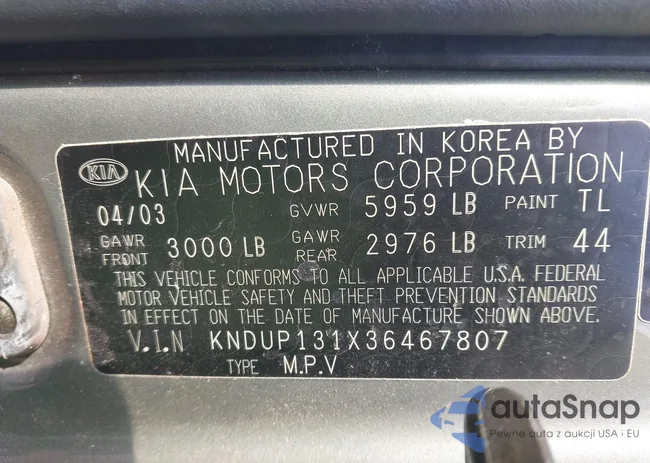 MANUFACTURED IN KOREA BY
KIA KIA MOTORS CORPORATION
04/03 GVWR 5959 LB PAINT TL
GAWR FRONT 3000 LB GAWR REAR 2976 LB TRIM 44
THIS VEHICLE CONFORMS TO ALL APPLICABLE U.S.A. FEDERAL
MOTOR VEHICLE SAFETY AND THEFT PREVENTION STANDARDS
IN EFFECT ON THE DATE OF MANUFACTURE SHOWN ABOVE.
V.I.N KNDUP131X36467807
TYPE M.P.V
autaSnap
Pewne auta z aukcji USA i EU